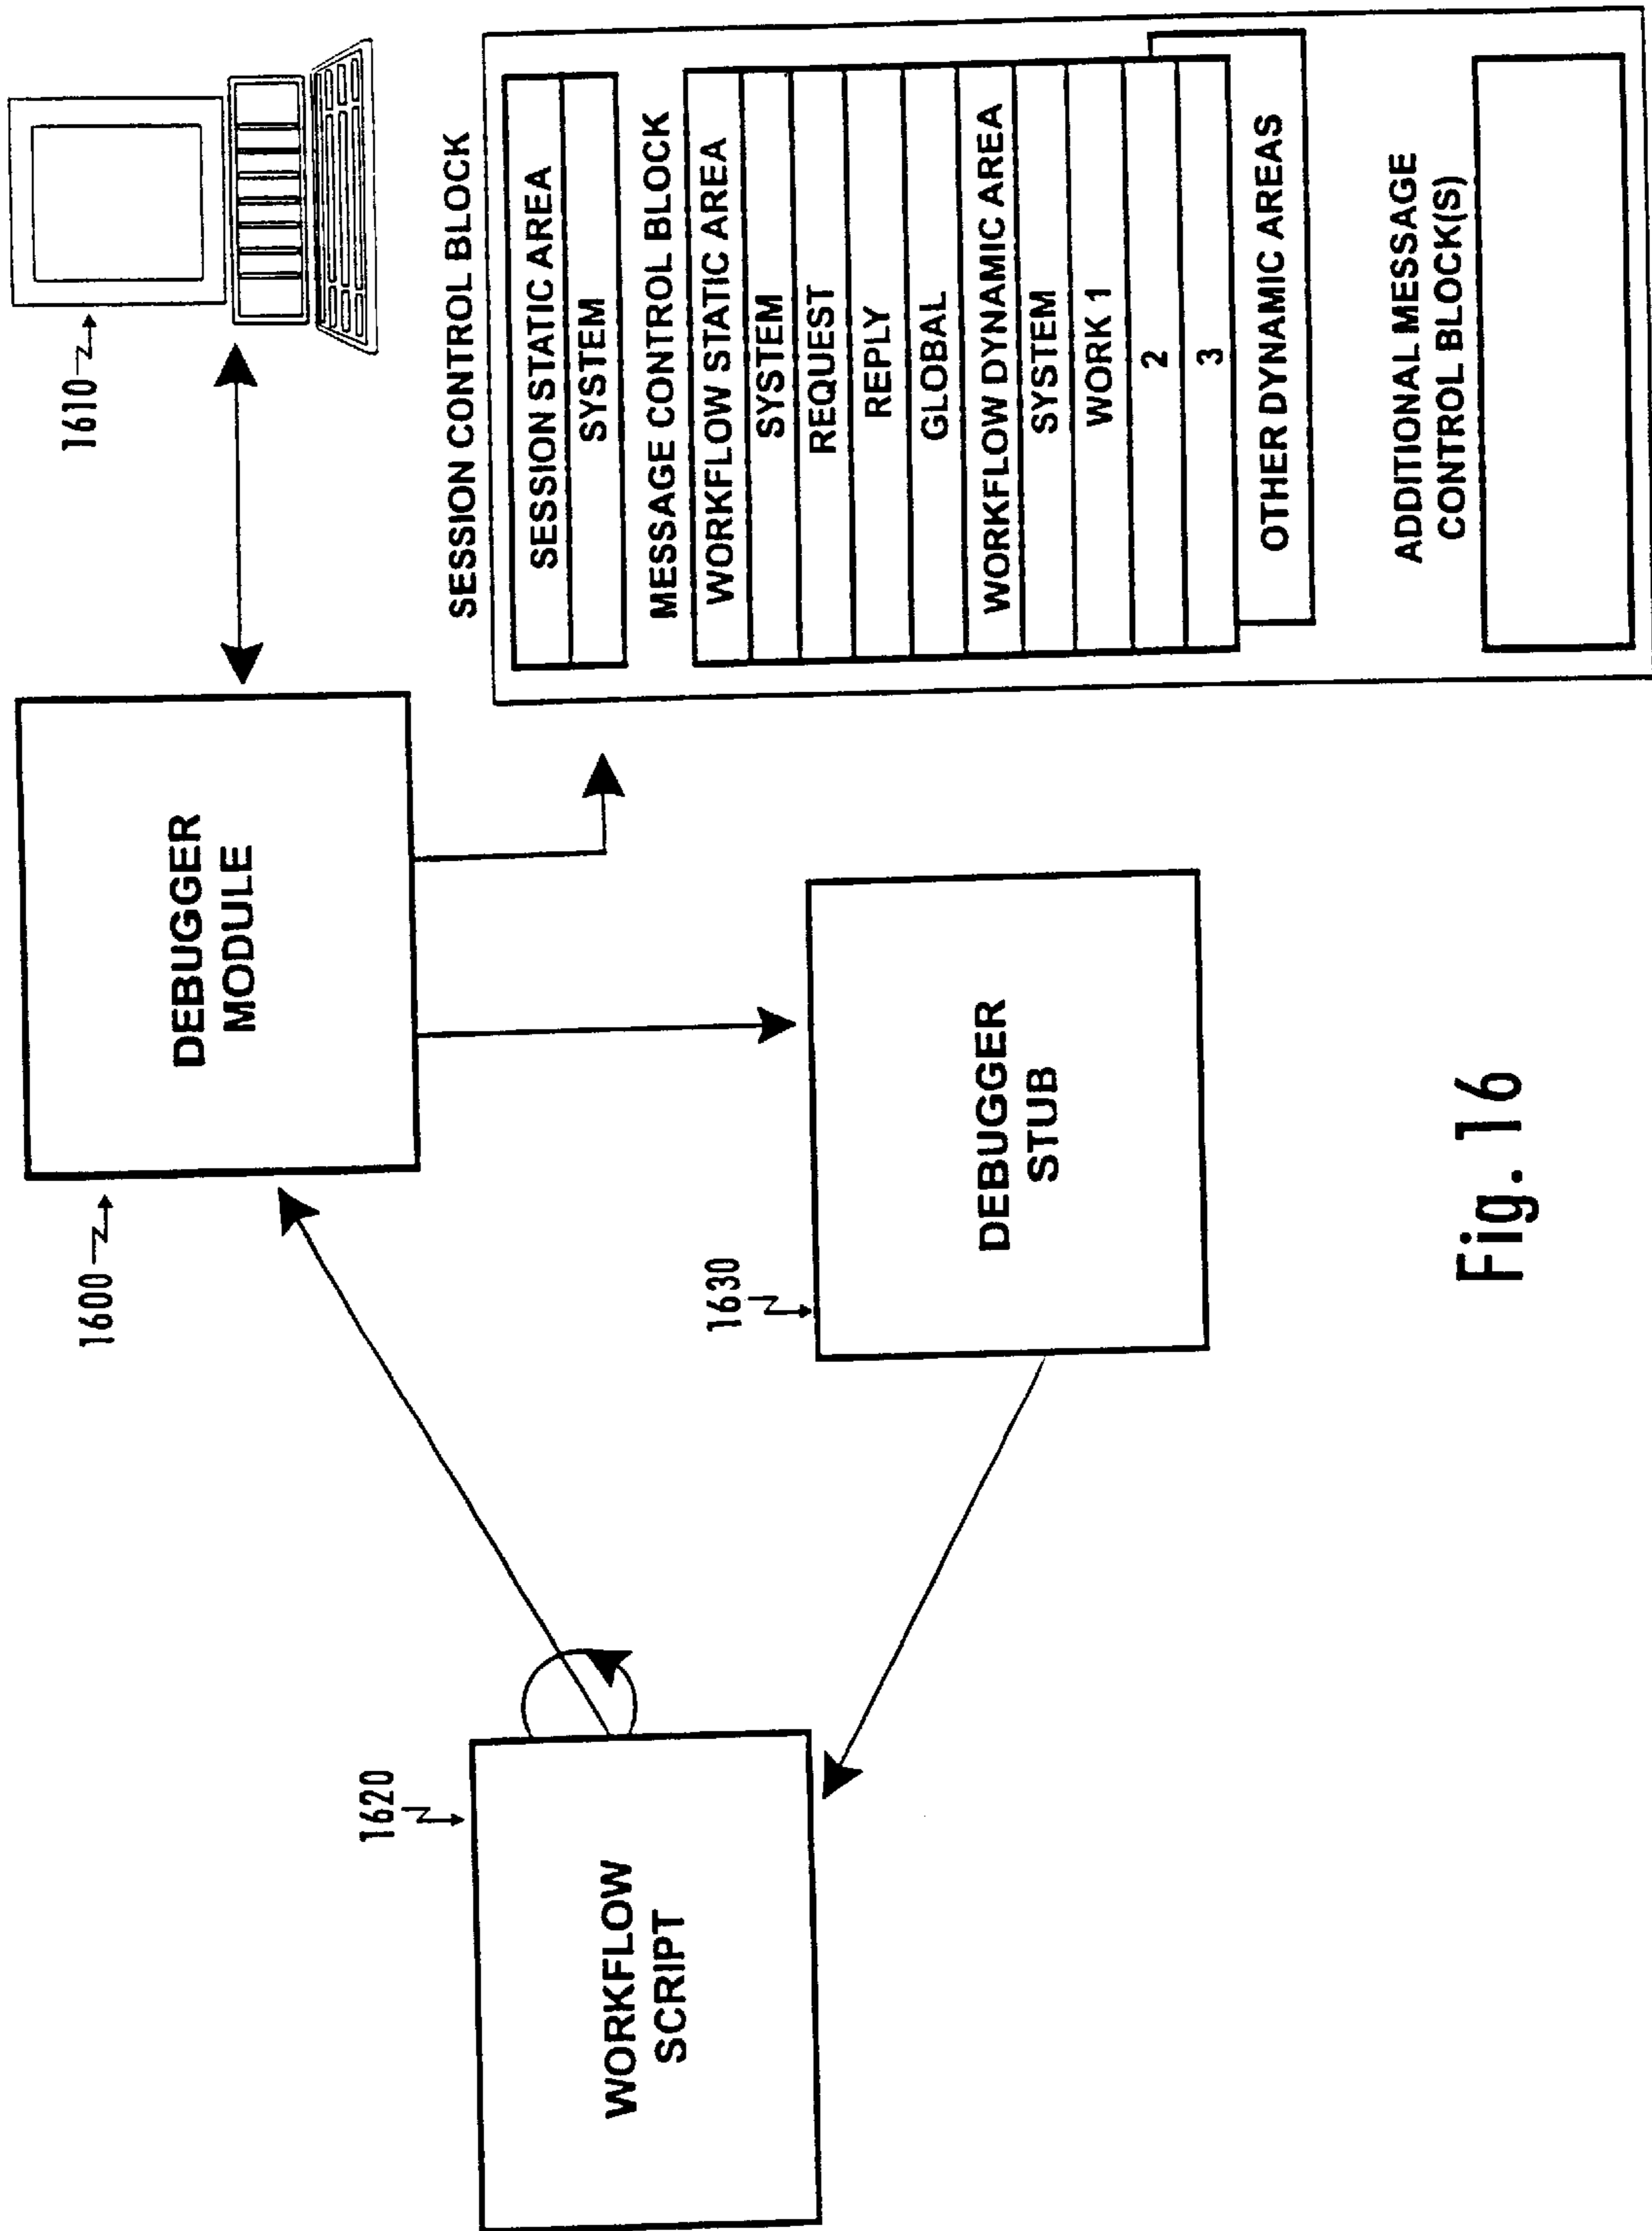 1600
DEBUGGER
MODULE
1610
SESSION CONTROL BLOCK
SESSION STATIC AREA
SYSTEM
MESSAGE CONTROL BLOCK
WORKFLOW STATIC AREA
SYSTEM
REQUEST
REPLY
GLOBAL
WORKFLOW DYNAMIC AREA
SYSTEM
WORK 1
2
3
OTHER DYNAMIC AREAS
ADDITIONAL MESSAGE
CONTROL BLOCK(S)
1620
WORKFLOW
SCRIPT
1630
DEBUGGER
STUB
Fig. 16